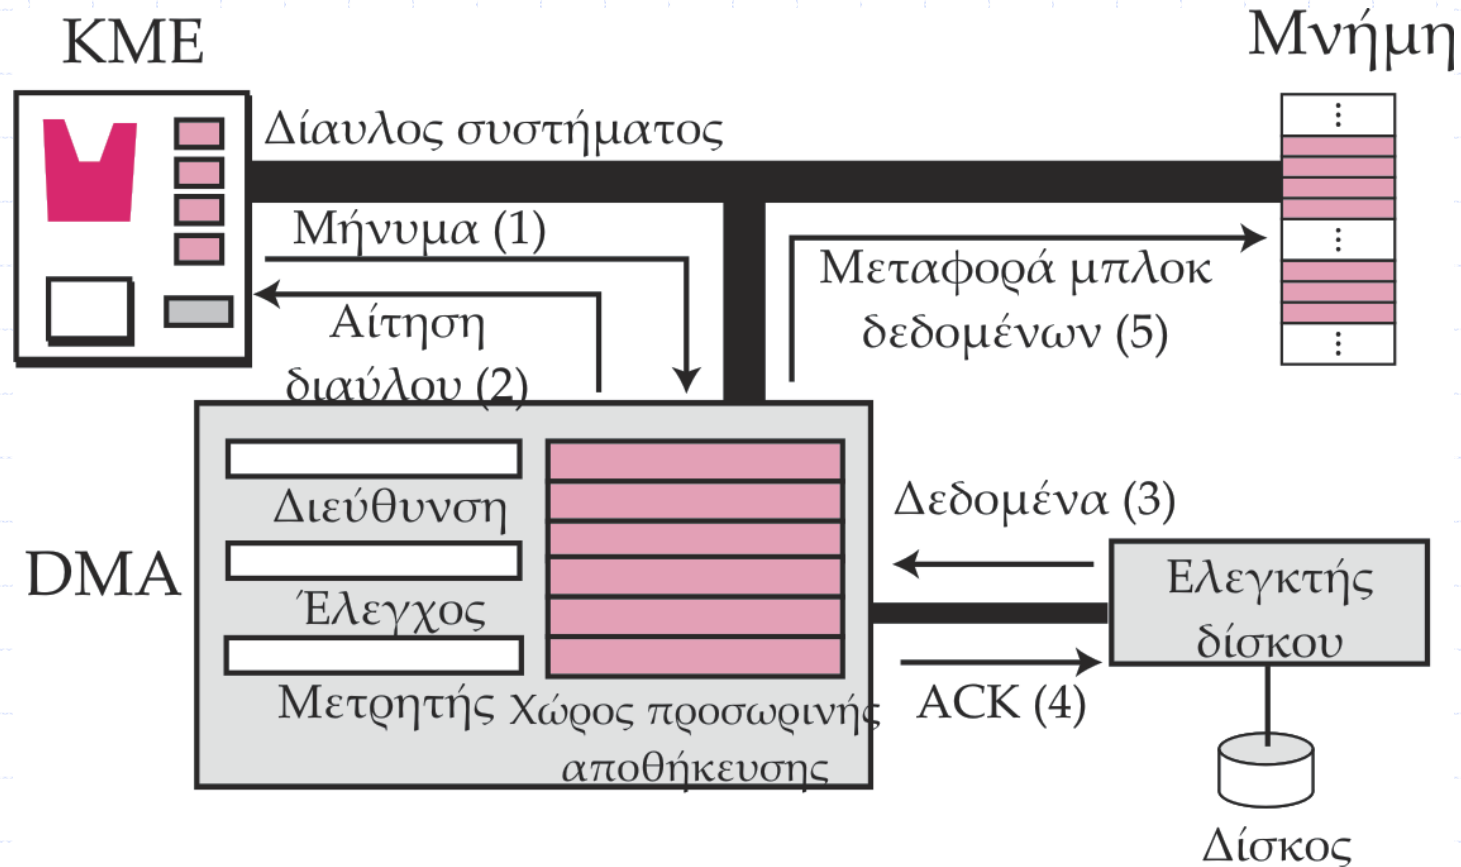 ΚΜΕ
Μνήμη
Δίαυλος συστήματος
Μήνυμα (1)
Αίτηση
διαύλου (2)
Μεταφορά μπλοκ
δεδομένων (5)
DMA
Διεύθυνση
Έλεγχος
Μετρητής
Χώρος προσωρινής
αποθήκευσης
Δεδομένα (3)
Ελεγκτής
δίσκου
ACK (4)
Δίσκος